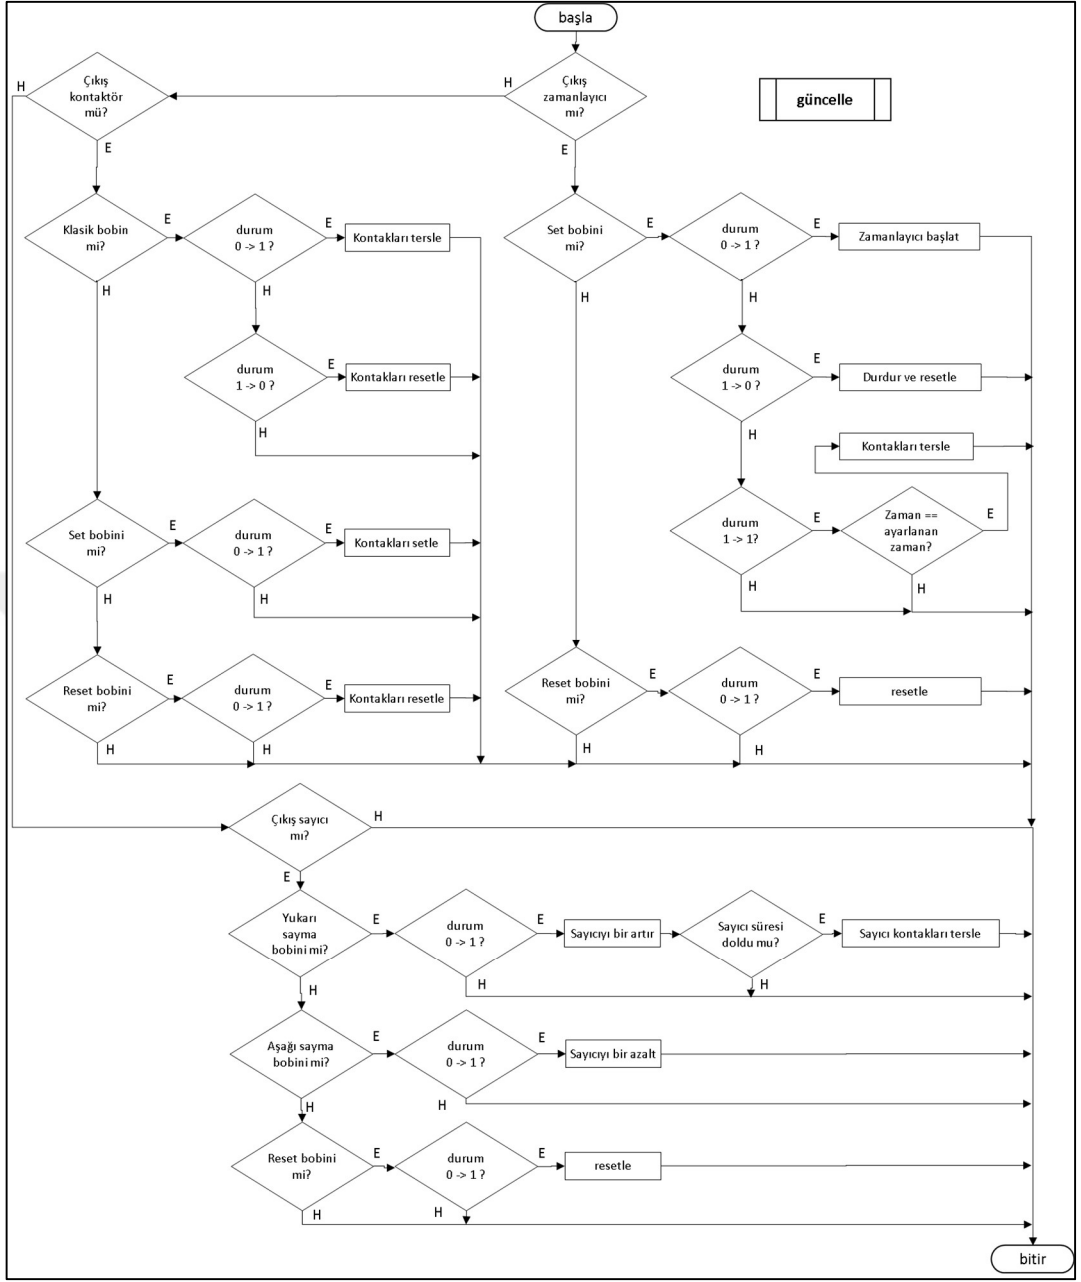 başla
H
Çıkış
kontaktör
mü?
H
Çıkış
zamanlayıcı
mı?
güncelle
E
E
Klasik bobin
mi?
E
durum
0 -> 1 ?
E
Kontakları tersle
Set bobini
mi?
E
durum
0 -> 1 ?
E
Zamanlayıcı başlat
H
H
H
H
durum
1 -> 0 ?
E
Kontakları resetle
durum
1 -> 0 ?
E
Durdur ve resetle
H
H
Kontakları tersle
Set bobini
mi?
E
durum
0 -> 1 ?
E
Kontakları setle
durum
1 -> 1?
E
Zaman ==
ayarlanan
zaman?
E
H
H
H
H
Reset bobini
mi?
E
durum
0 -> 1 ?
E
Kontakları resetle
Reset bobini
mi?
E
durum
0 -> 1 ?
E
resetle
H
H
H
H
Çıkış sayıcı
mı?
H
E
Yukarı
sayma
bobini mi?
E
durum
0 -> 1 ?
E
Sayıcıyı bir artır
Sayıcı süresi
doldu mu?
E
Sayıcı kontakları tersle
H
H
H
Aşağı sayma
bobini mi?
E
durum
0 -> 1 ?
E
Sayıcıyı bir azalt
H
H
Reset bobini
mi?
E
durum
0 -> 1 ?
E
resetle
H
H
bitir